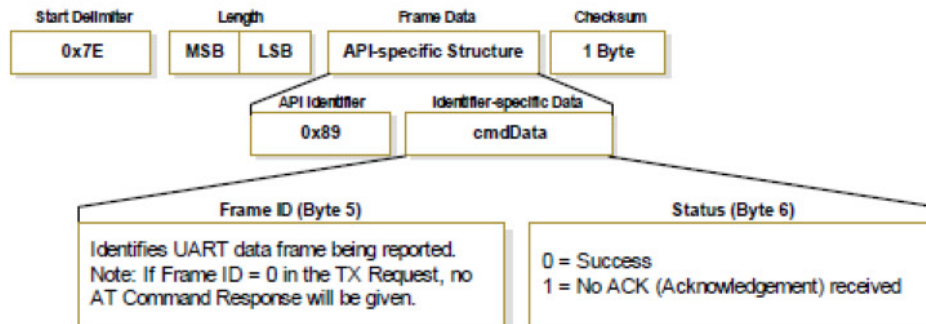 Start Delimiter Length Frame Data Checksum
0x7E MSB LSB API-specific Structure 1 Byte
API Identifier Identifier-specific Data
0x89 cmdData
Frame ID (Byte 5)
Identifies UART data frame being reported.
Note: If Frame ID = 0 in the TX Request, no
AT Command Response will be given.
Status (Byte 6)
0 = Success
1 = No ACK (Acknowledgement) received